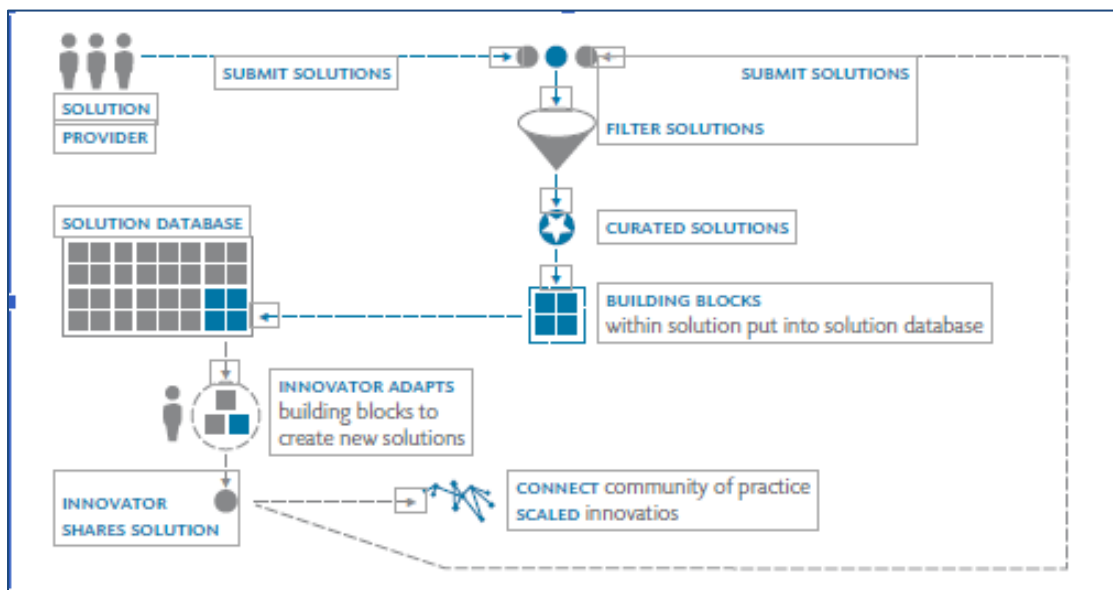 SUBMIT SOLUTIONS
SUBMIT SOLUTIONS
SOLUTION
PROVIDER
FILTER SOLUTIONS
SOLUTION DATABASE
CURATED SOLUTIONS
BUILDING BLOCKS
within solution put into solution database
INNOVATOR ADAPTS
building blocks to
create new solutions
INNOVATOR
SHARES SOLUTION
CONNECT community of practice
SCALED innovatios